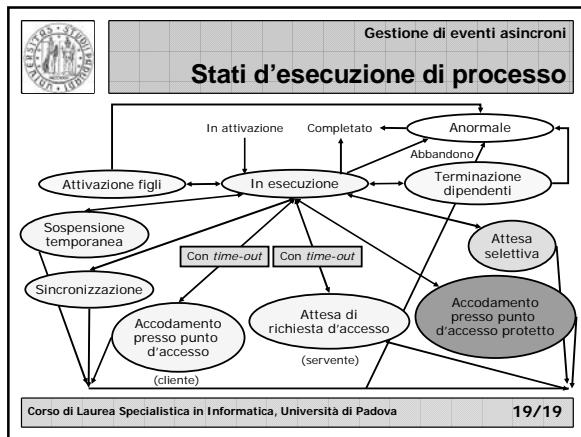 Gestione di eventi asincroni
Stati d'esecuzione di processo
In attivazione
Completato
Anormale
Abbandono
Attivazione figli
In esecuzione
Terminazione
dipendenti
Sospensione
temporanea
Con time-out
Con time-out
Attesa
selettiva
Sincronizzazione
Accodamento
presso punto
d'accesso
(cliente)
Attesa di
richiesta d'accesso
(servente)
Accodamento
presso punto
d'accesso protetto
Corso di Laurea Specialistica in Informatica, Università di Padova
19/19